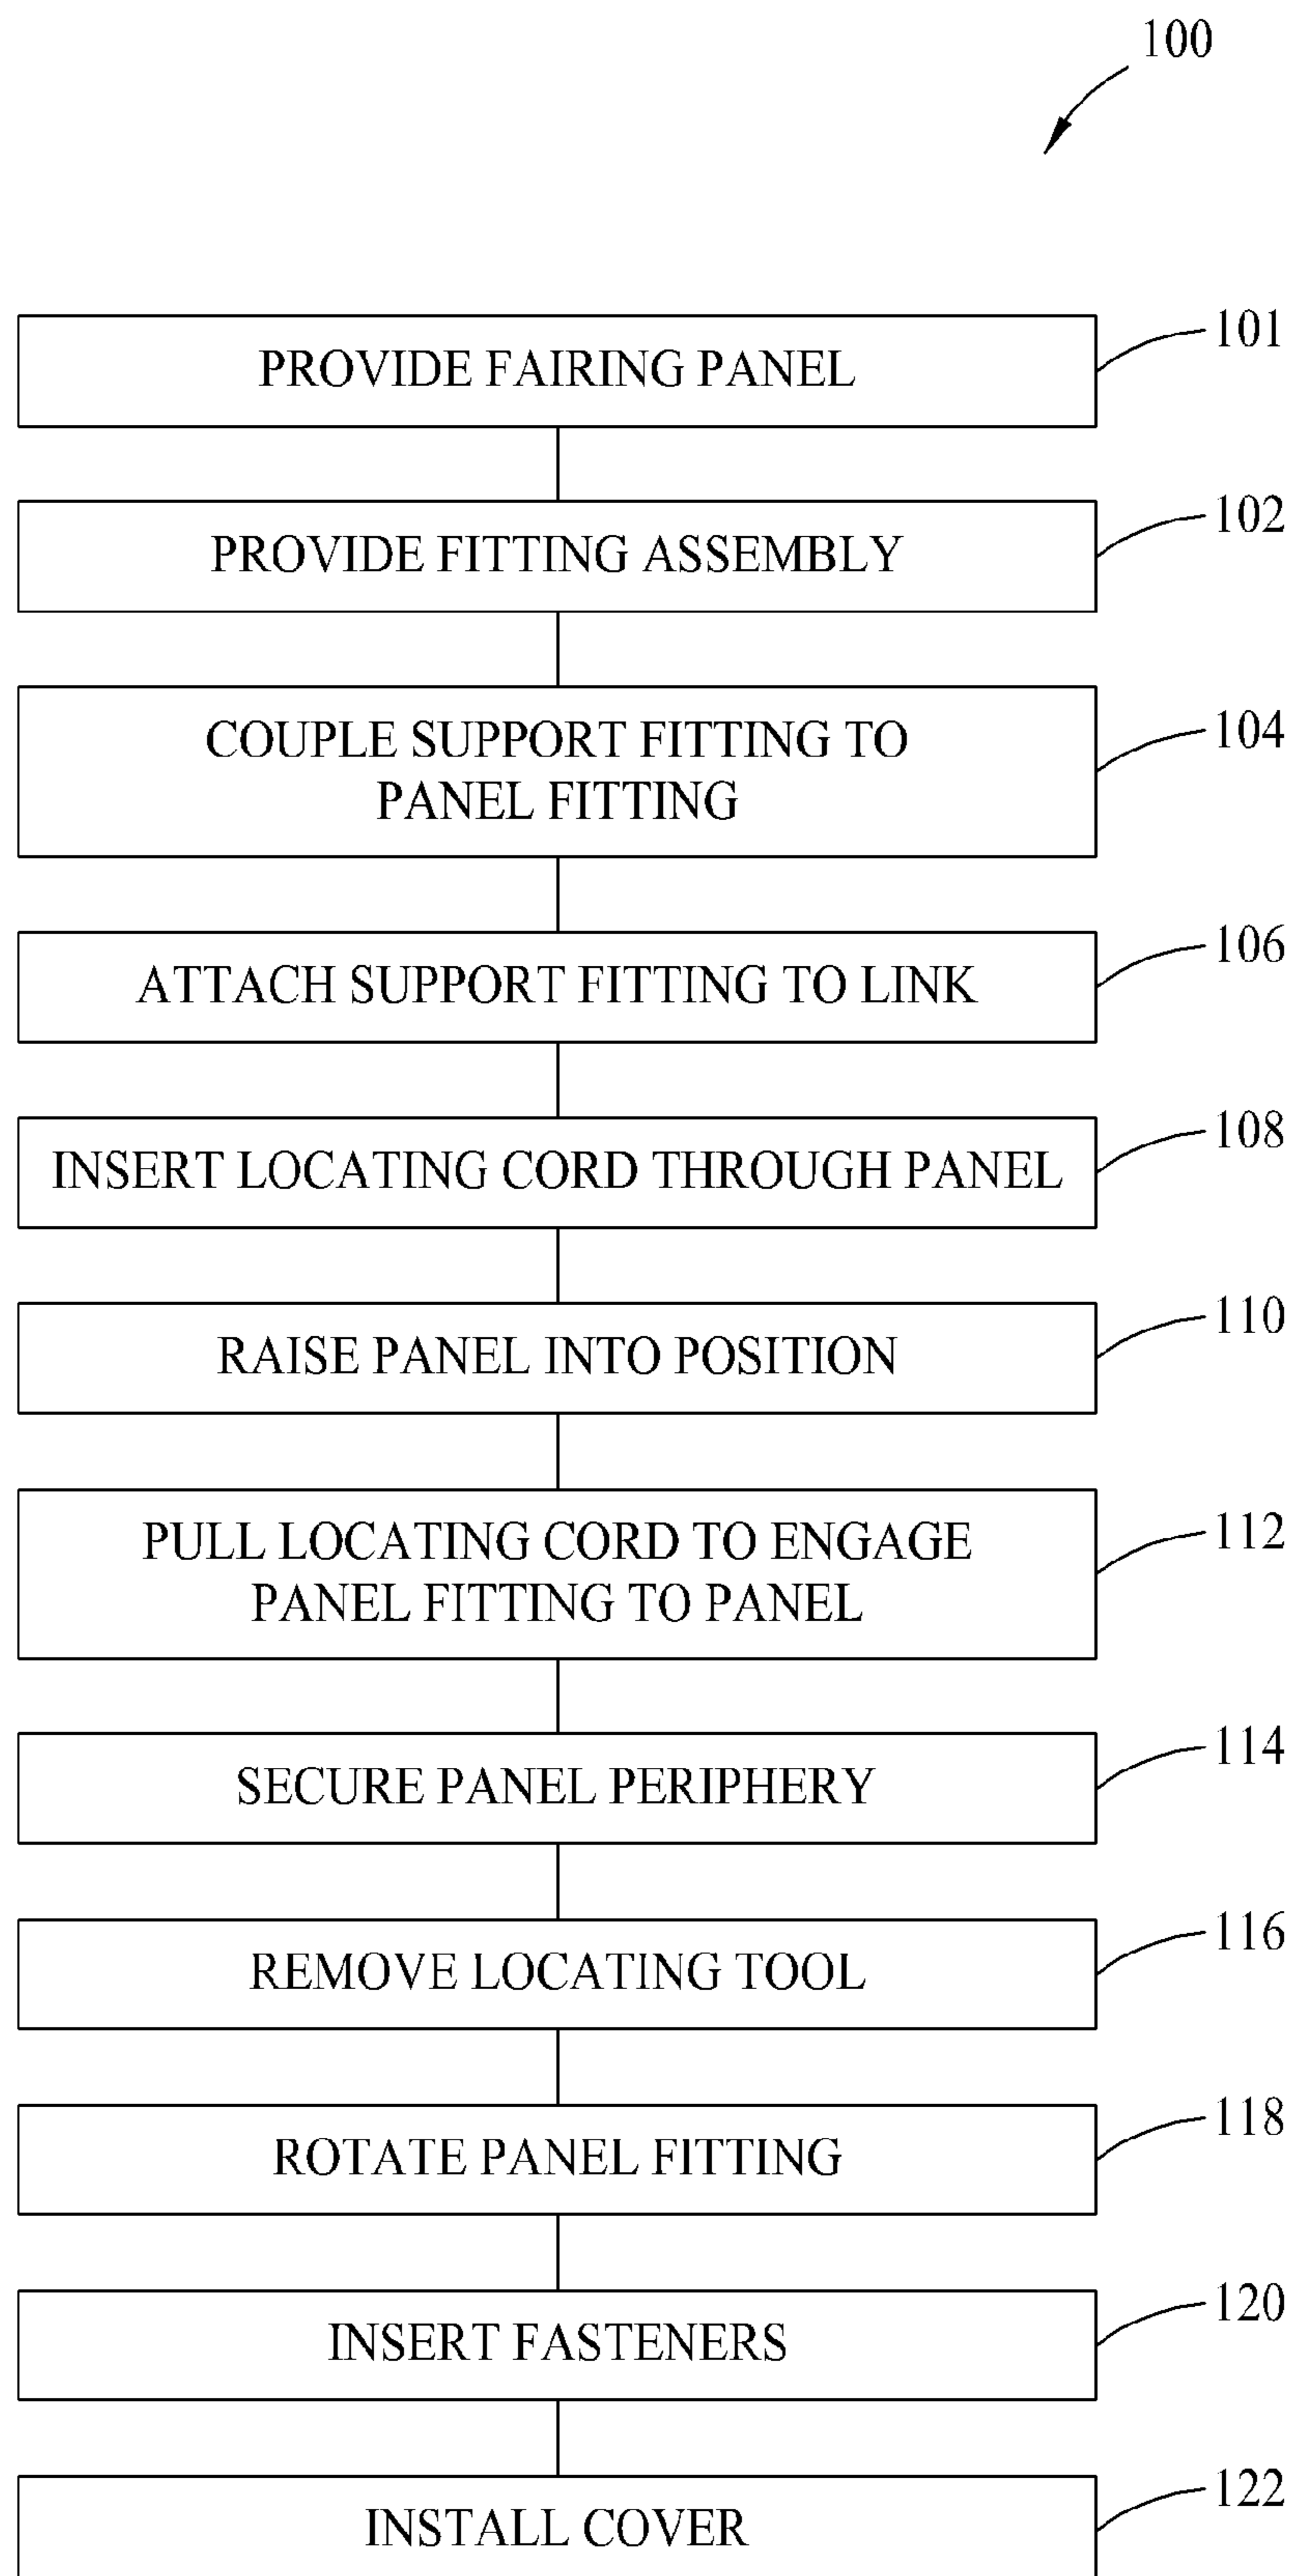 100
PROVIDE FAIRING PANEL
101
PROVIDE FITTING ASSEMBLY
102
COUPLE SUPPORT FITTING TO
PANEL FITTING
104
ATTACH SUPPORT FITTING TO LINK
106
INSERT LOCATING CORD THROUGH PANEL
108
RAISE PANEL INTO POSITION
110
PULL LOCATING CORD TO ENGAGE
PANEL FITTING TO PANEL
112
SECURE PANEL PERIPHERY
114
REMOVE LOCATING TOOL
116
ROTATE PANEL FITTING
118
INSERT FASTENERS
120
INSTALL COVER
122